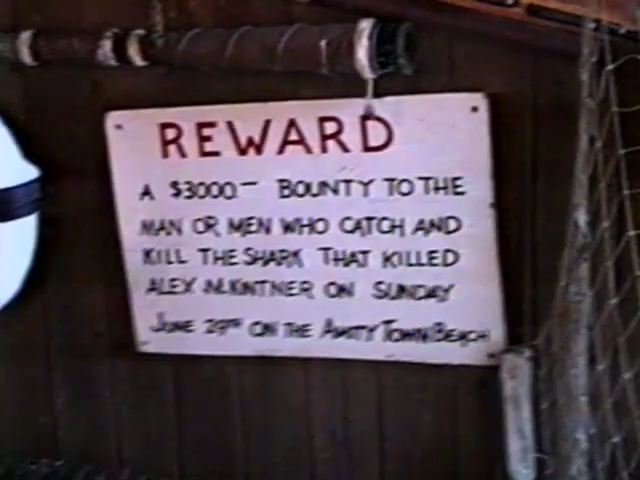 REWARD
A $3000.— BOUNTY TO THE
MAN OR MEN WHO CATCH AND
KILL THE SHARK THAT KILLED
ALEX M. KINTNER ON SUNDAY
JUNE 29TH ON THE AMITY TOWN BEACH